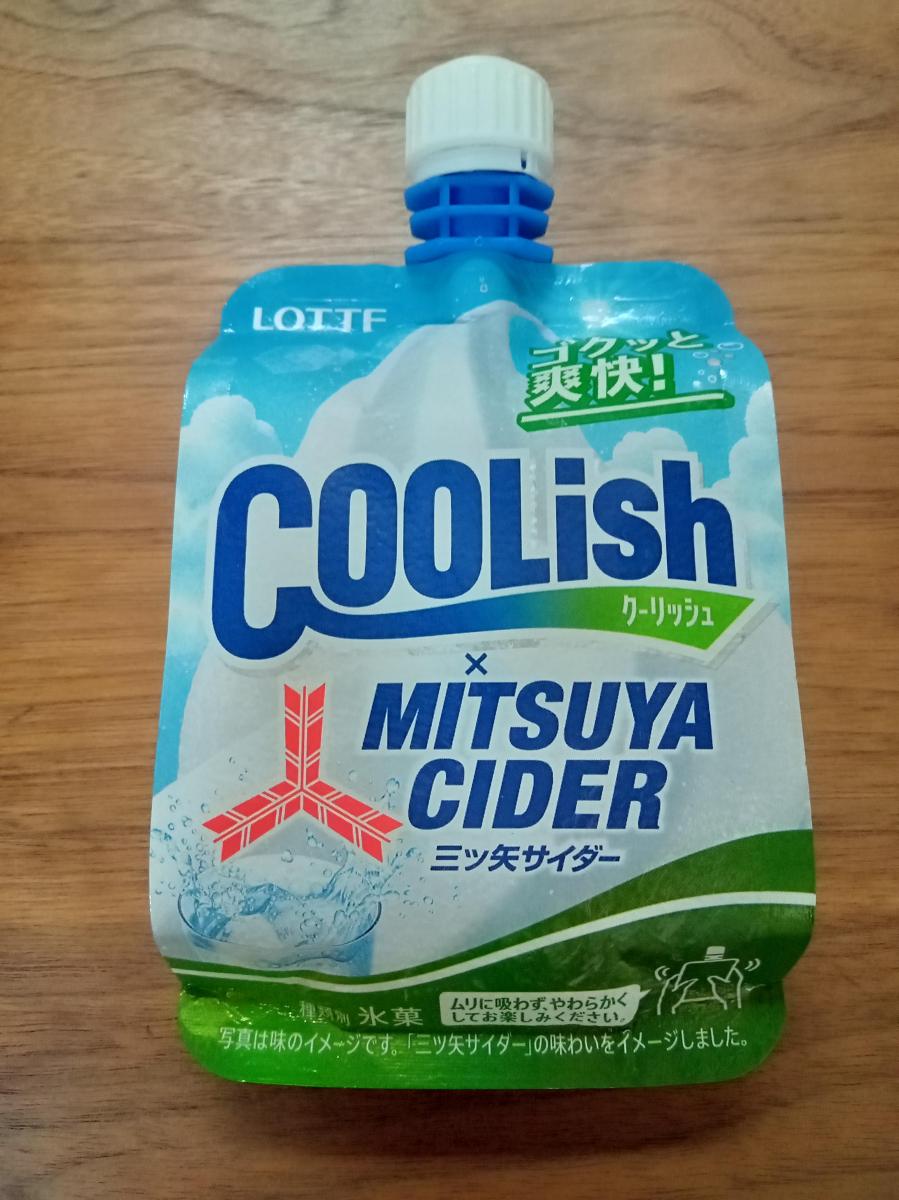 LOTTE
ゴクッと
爽快!
COOLish
クーリッシュ
×
MITSUYA
CIDER
三ツ矢サイダー
種類別 氷菓
ムリに吸わず、やわらかく
してお楽しみください。
写真は味のイメージです。「三ツ矢サイダー」の味わいをイメージしました。